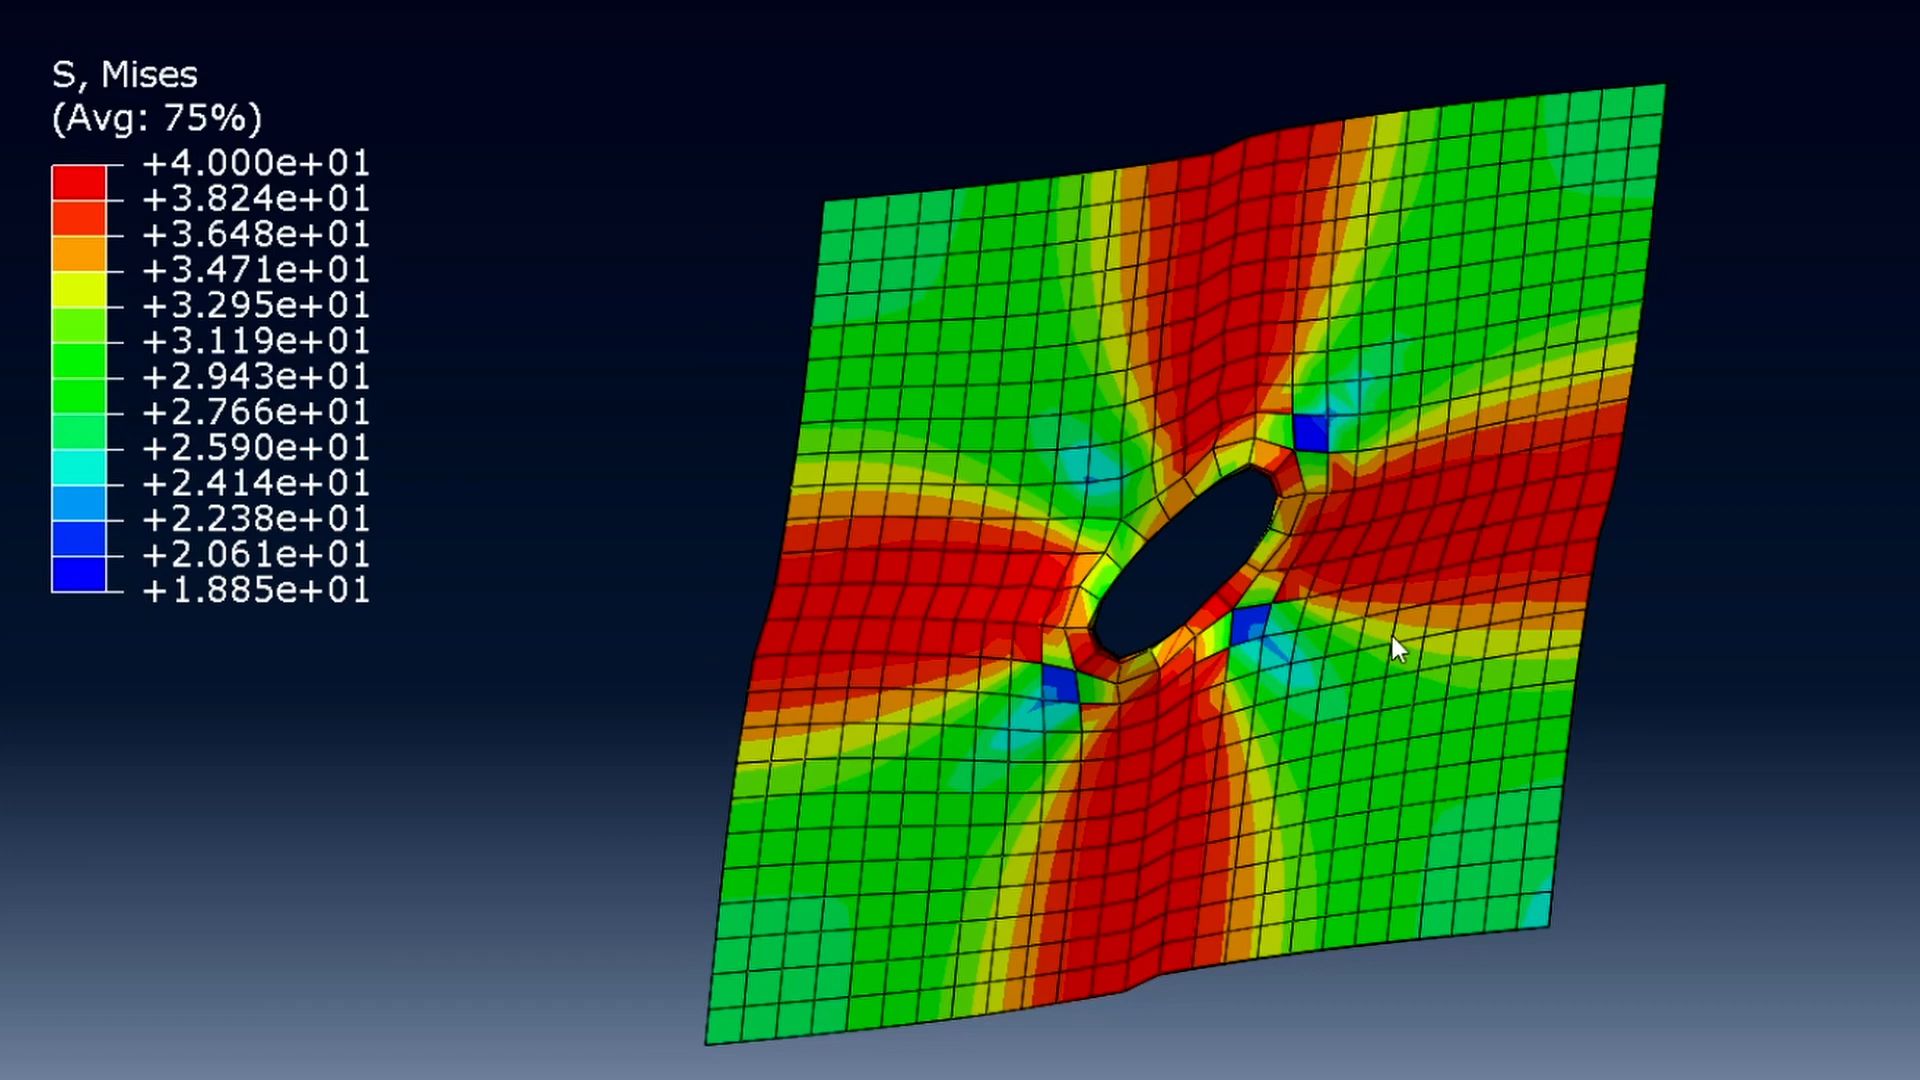 S, Mises
(Avg: 75%)
+4.000e+01
+3.824e+01
+3.648e+01
+3.471e+01
+3.295e+01
+3.119e+01
+2.943e+01
+2.766e+01
+2.590e+01
+2.414e+01
+2.238e+01
+2.061e+01
+1.885e+01